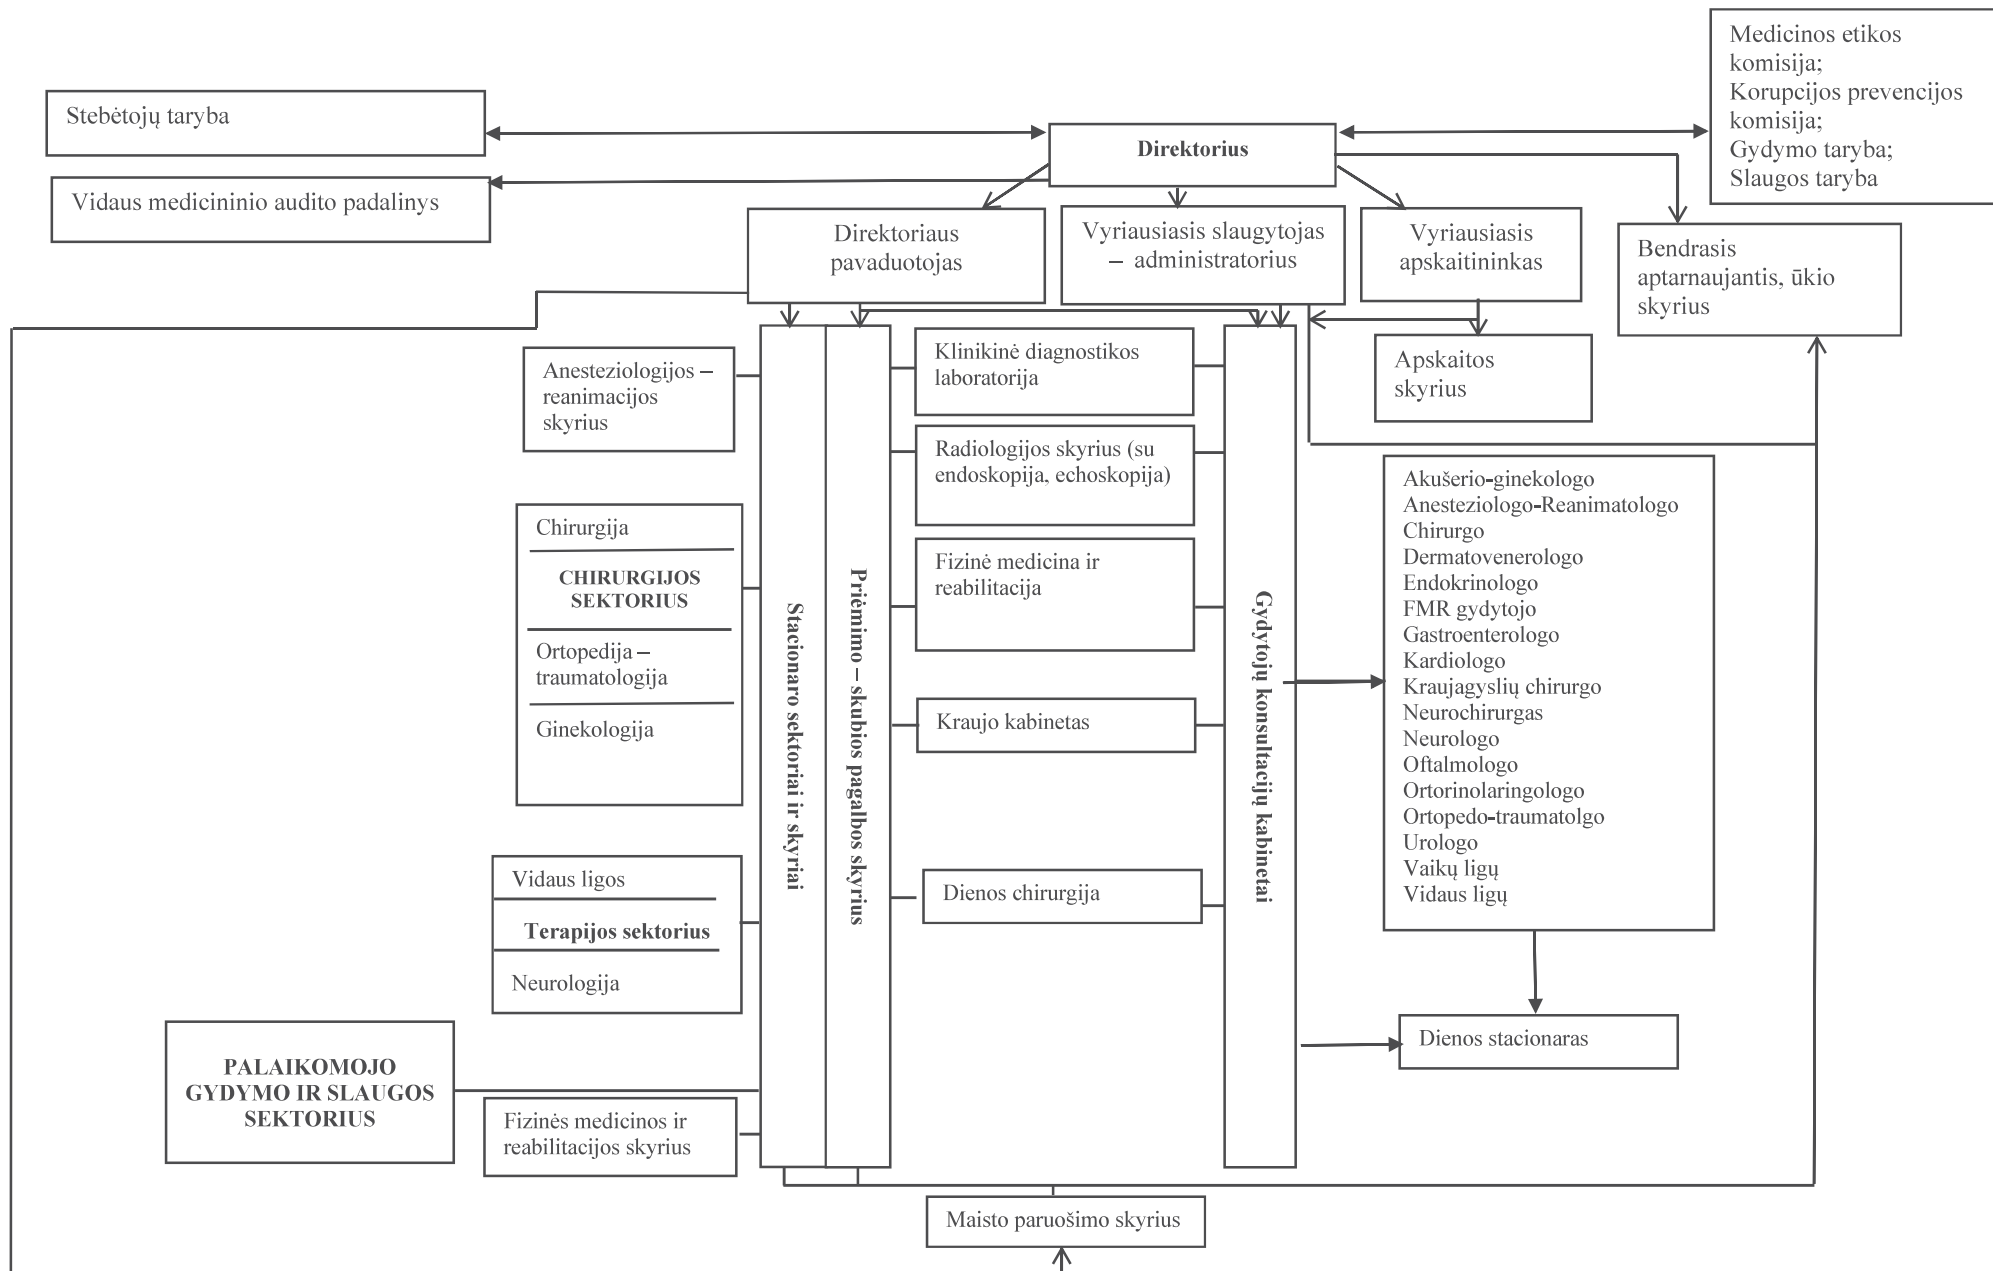 Medicinos etikos
komisija;
Korupcijos prevencijos
komisija;
Gydymo taryba;
Slaugos taryba
Stebėtojų taryba
Direktorius
Vidaus medicininio audito padalinys
Direktoriaus
pavaduotojas
Vyriausiasis slaugytojas
– administratorius
Vyriausiasis
apskaitininkas
Bendrasis
aptarnaujantis, ūkio
skyrius
Anesteziologijos –
reanimacijos
skyrius
Klinikinė diagnostikos
laboratorija
Apskaitos
skyrius
Radiologijos skyrius (su
endoskopija, echoskopija)
Chirurgija
CHIRURGIJOS
SEKTORIUS
Ortopedija –
traumatologija
Ginekologija
Stacionaro sektoriai ir skyriai
Priėmimo – skubios pagalbos skyrius
Fizinė medicina ir
reabilitacija
Kraujo kabinetas
Dienos chirurgija
Gydytojų konsultacijų kabinetai
Akušerio-ginekologo
Anesteziologo-Reanimatologo
Chirurgo
Dermatovenerologo
Endokrinologo
FMR gydytojo
Gastroenterologo
Kardiologo
Kraujagyslių chirurgo
Neurochirurgas
Neurologo
Oftalmologo
Ortorinolaringologo
Ortopedo-traumatolgo
Urologo
Vaikų ligų
Vidaus ligų
Vidaus ligos
Terapijos sektorius
Neurologija
Dienos stacionaras
PALAIKOMOJO
GYDYMO IR SLAUGOS
SEKTORIUS
Fizinės medicinos ir
reabilitacijos skyrius
Maisto paruošimo skyrius